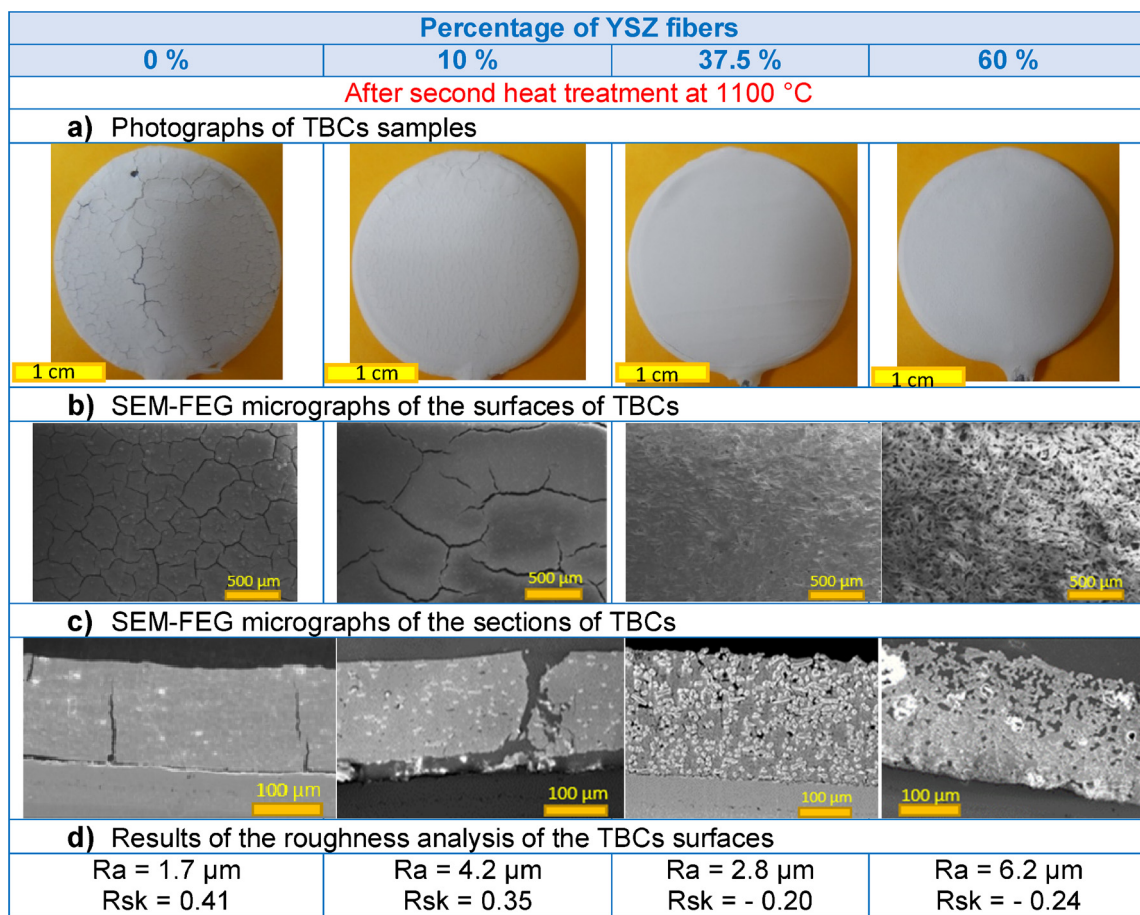 Percentage of YSZ fibers
0 % 10 % 37.5 % 60 %
After second heat treatment at 1100 °C
a) Photographs of TBCs samples
1 cm 1 cm 1 cm 1 cm
b) SEM-FEG micrographs of the surfaces of TBCs
500 µm 500 µm 500 µm 500 µm
c) SEM-FEG micrographs of the sections of TBCs
100 µm 100 µm 100 µm 100 µm
d) Results of the roughness analysis of the TBCs surfaces
Ra = 1.7 µm Ra = 4.2 µm Ra = 2.8 µm Ra = 6.2 µm
Rsk = 0.41 Rsk = 0.35 Rsk = - 0.20 Rsk = - 0.24